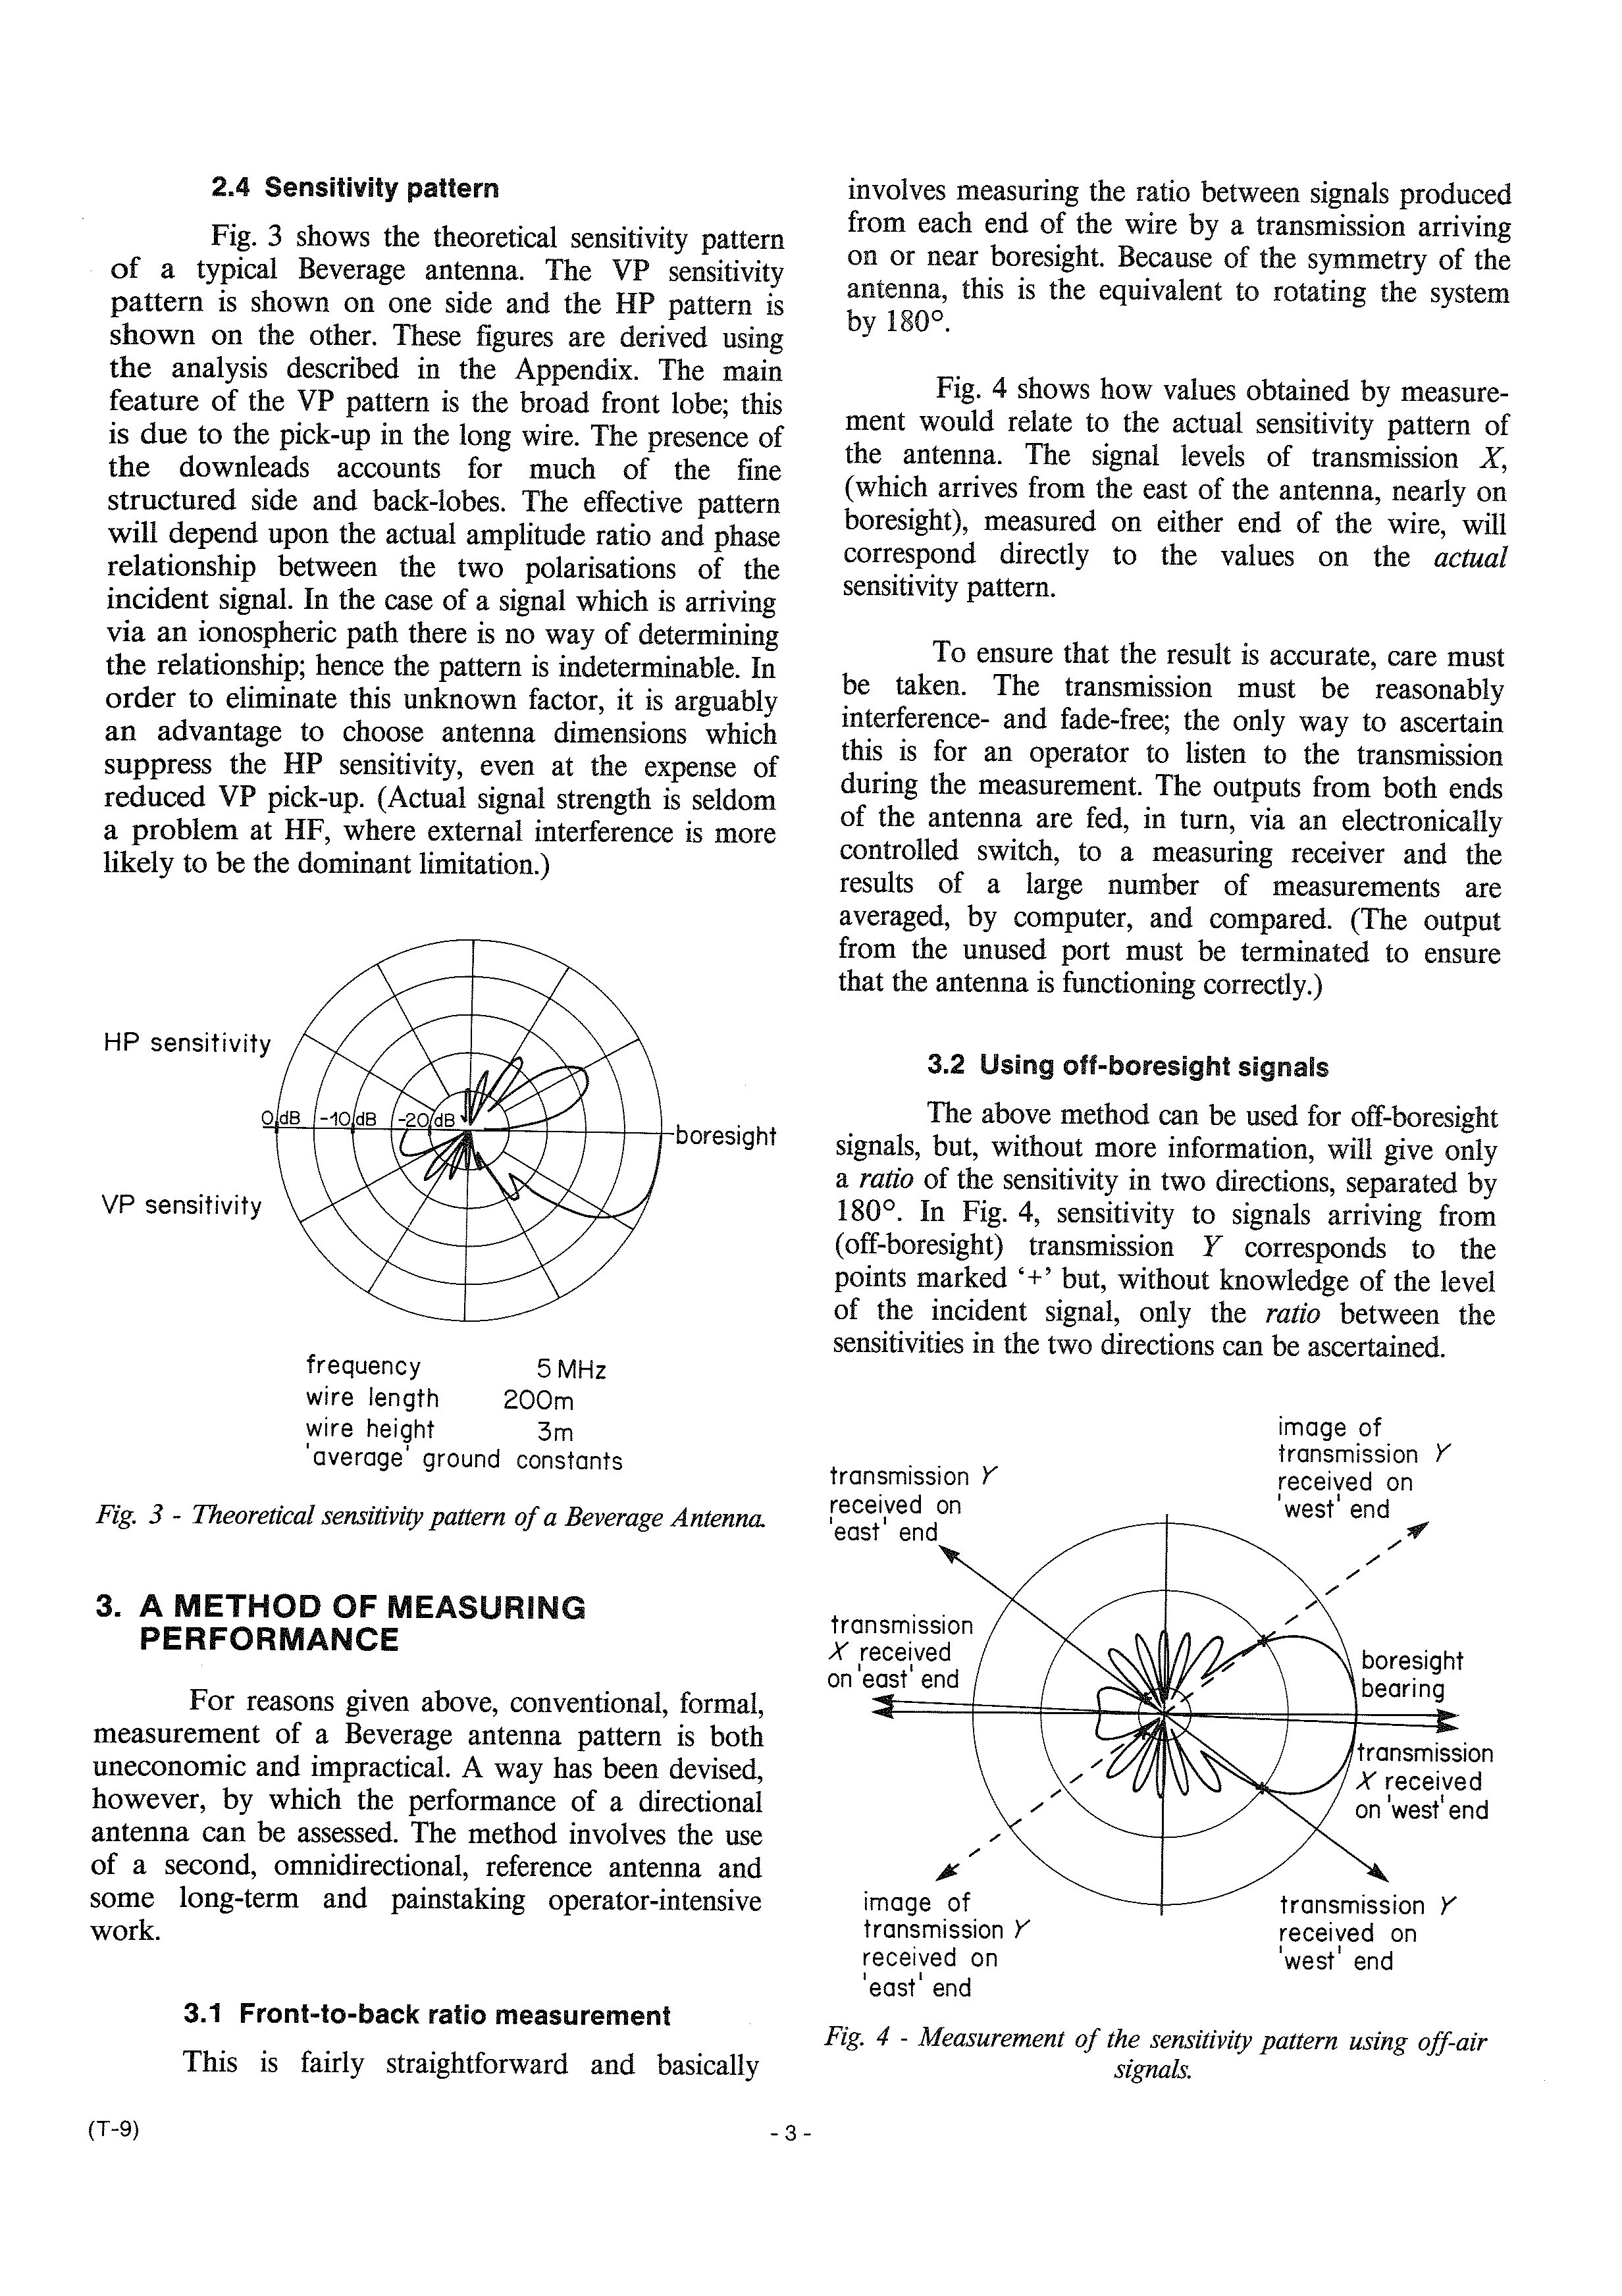 2.4 Sensitivity pattern
Fig. 3 shows the theoretical sensitivity pattern
of a typical Beverage antenna. The VP sensitivity
pattern is shown on one side and the HP pattern is
shown on the other. These figures are derived using
the analysis described in the Appendix. The main
feature of the VP pattern is the broad front lobe; this
is due to the pick-up in the long wire. The presence of
the downleads accounts for much of the fine
structured side and back-lobes. The effective pattern
will depend upon the actual amplitude ratio and phase
relationship between the two polarisations of the
incident signal. In the case of a signal which is arriving
via an ionospheric path there is no way of determining
the relationship; hence the pattern is indeterminable. In
order to eliminate this unknown factor, it is arguably
an advantage to choose antenna dimensions which
suppress the HP sensitivity, even at the expense of
reduced VP pick-up. (Actual signal strength is seldom
a problem at HF, where external interference is more
likely to be the dominant limitation.)
HP sensitivity
0dB -10dB -20dB
boresight
VP sensitivity
frequency 5MHz
wire length 200m
wire height 3m
'average' ground constants
Fig. 3 - Theoretical sensitivity pattern of a Beverage Antenna.
3. A METHOD OF MEASURING
PERFORMANCE
For reasons given above, conventional, formal,
measurement of a Beverage antenna pattern is both
uneconomic and impractical. A way has been devised,
however, by which the performance of a directional
antenna can be assessed. The method involves the use
of a second, omnidirectional, reference antenna and
some long-term and painstaking operator-intensive
work.
3.1 Front-to-back ratio measurement
This is fairly straightforward and basically
involves measuring the ratio between signals produced
from each end of the wire by a transmission arriving
on or near boresight. Because of the symmetry of the
antenna, this is the equivalent to rotating the system
by 180°.
Fig. 4 shows how values obtained by measure-
ment would relate to the actual sensitivity pattern of
the antenna. The signal levels of transmission X,
(which arrives from the east of the antenna, nearly on
boresight), measured on either end of the wire, will
correspond directly to the values on the actual
sensitivity pattern.
To ensure that the result is accurate, care must
be taken. The transmission must be reasonably
interference- and fade-free; the only way to ascertain
this is for an operator to listen to the transmission
during the measurement. The outputs from both ends
of the antenna are fed, in turn, via an electronically
controlled switch, to a measuring receiver and the
results of a large number of measurements are
averaged, by computer, and compared. (The output
from the unused port must be terminated to ensure
that the antenna is functioning correctly.)
3.2 Using off-boresight signals
The above method can be used for off-boresight
signals, but, without more information, will give only
a ratio of the sensitivity in two directions, separated by
180°. In Fig. 4, sensitivity to signals arriving from
(off-boresight) transmission Y corresponds to the
points marked ‘+’ but, without knowledge of the level
of the incident signal, only the ratio between the
sensitivities in the two directions can be ascertained.
transmission Y
received on
'east' end
image of
transmission Y
received on
'west' end
transmission
X received
on 'east' end
boresight
bearing
transmission
X received
on 'west' end
image of
transmission Y
received on
'east' end
transmission Y
received on
'west' end
Fig. 4 - Measurement of the sensitivity pattern using off-air
signals.
(T-9)
- 3 -